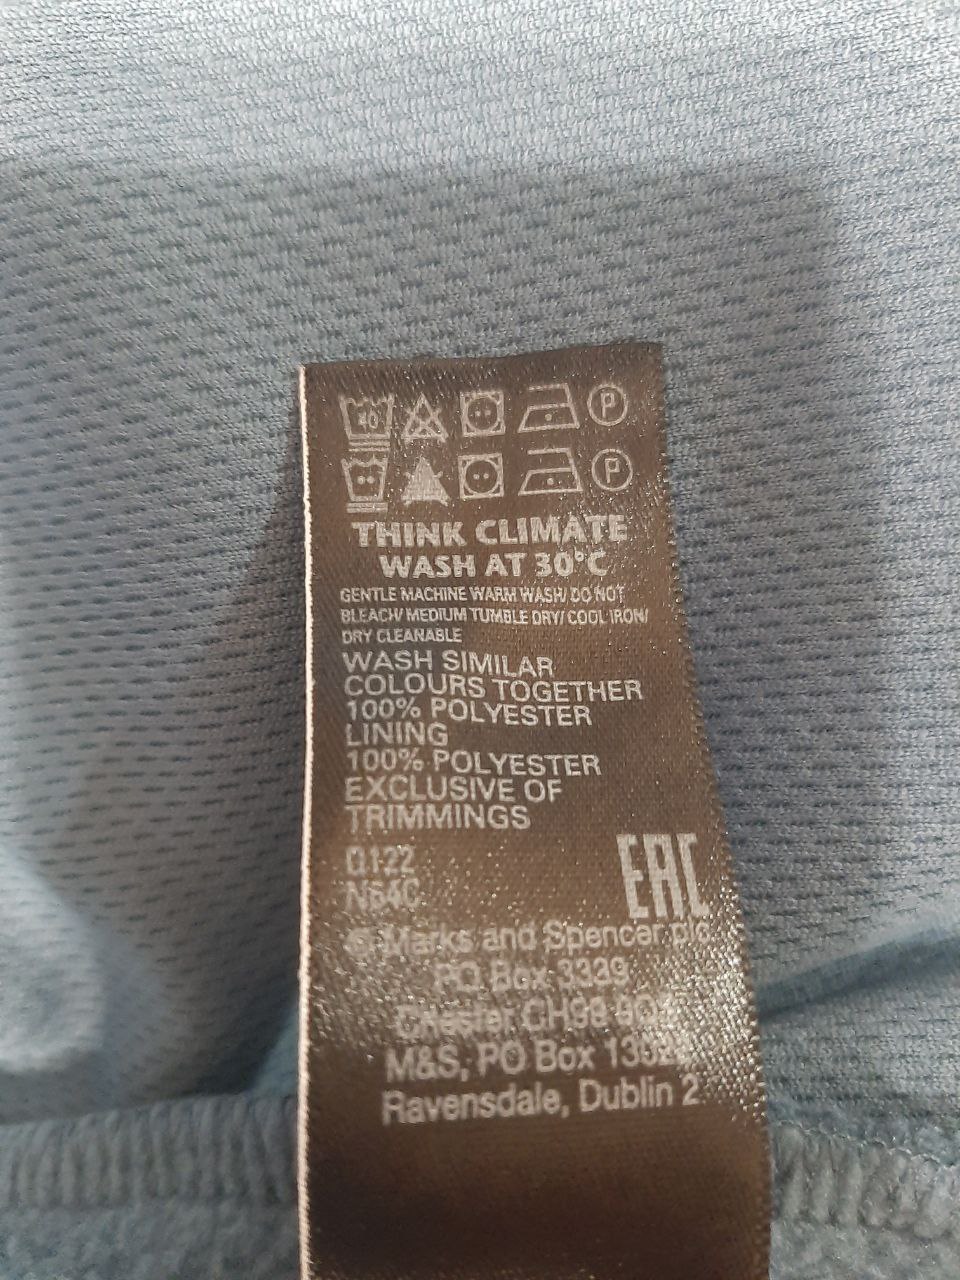 40 P
P
THINK CLIMATE
WASH AT 30°C
GENTLE MACHINE WARM WASH/ DO NOT
BLEACH/ MEDIUM TUMBLE DRY/ COOL IRON/
DRY CLEANABLE
WASH SIMILAR
COLOURS TOGETHER
100% POLYESTER
LINING
100% POLYESTER
EXCLUSIVE OF
TRIMMINGS
Q122
N64C
EAC
© Marks and Spencer plc
PO Box 3339
Chester CH99
M&S, PO Box
Ravensdale, Dublin 2